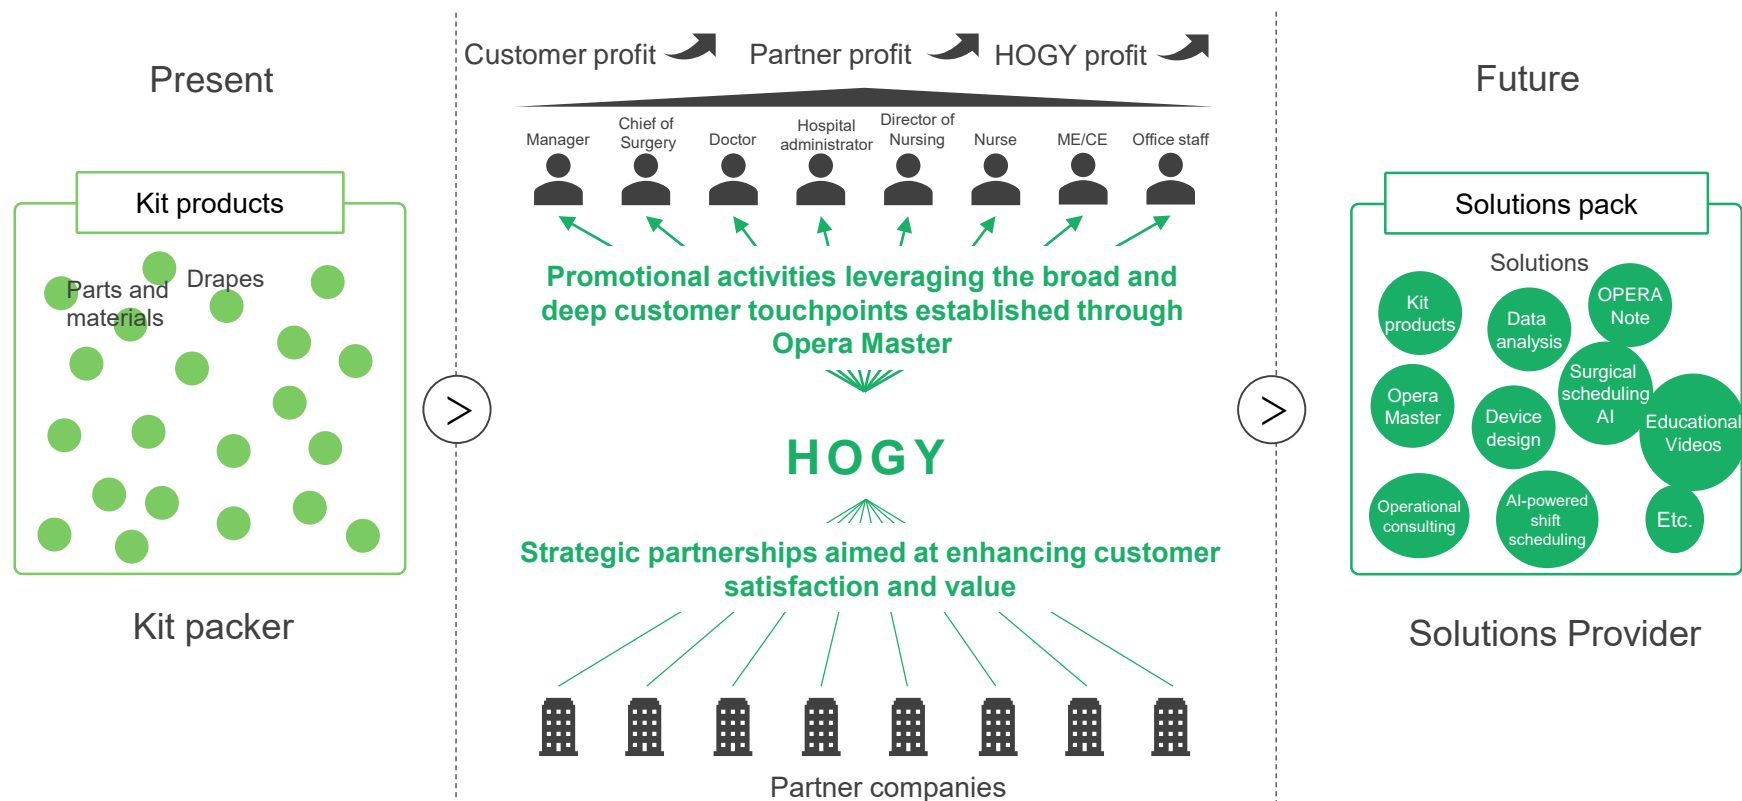 Present
Kit products
Parts and
materials
Drapes
Kit packer
>
Customer profit
Partner profit
HOGY profit
Manager
Chief of
Surgery
Doctor
Hospital
administrator
Director of
Nursing
Nurse
ME/CE
Office staff
Promotional activities leveraging the broad and
deep customer touchpoints established through
Opera Master
HOGY
Strategic partnerships aimed at enhancing customer
satisfaction and value
Partner companies
>
Future
Solutions pack
Solutions
Kit
products
Data
analysis
OPERA
Note
Opera
Master
Device
design
Surgical
scheduling
AI
Educational
Videos
Operational
consulting
AI-powered
shift
scheduling
Etc.
Solutions Provider